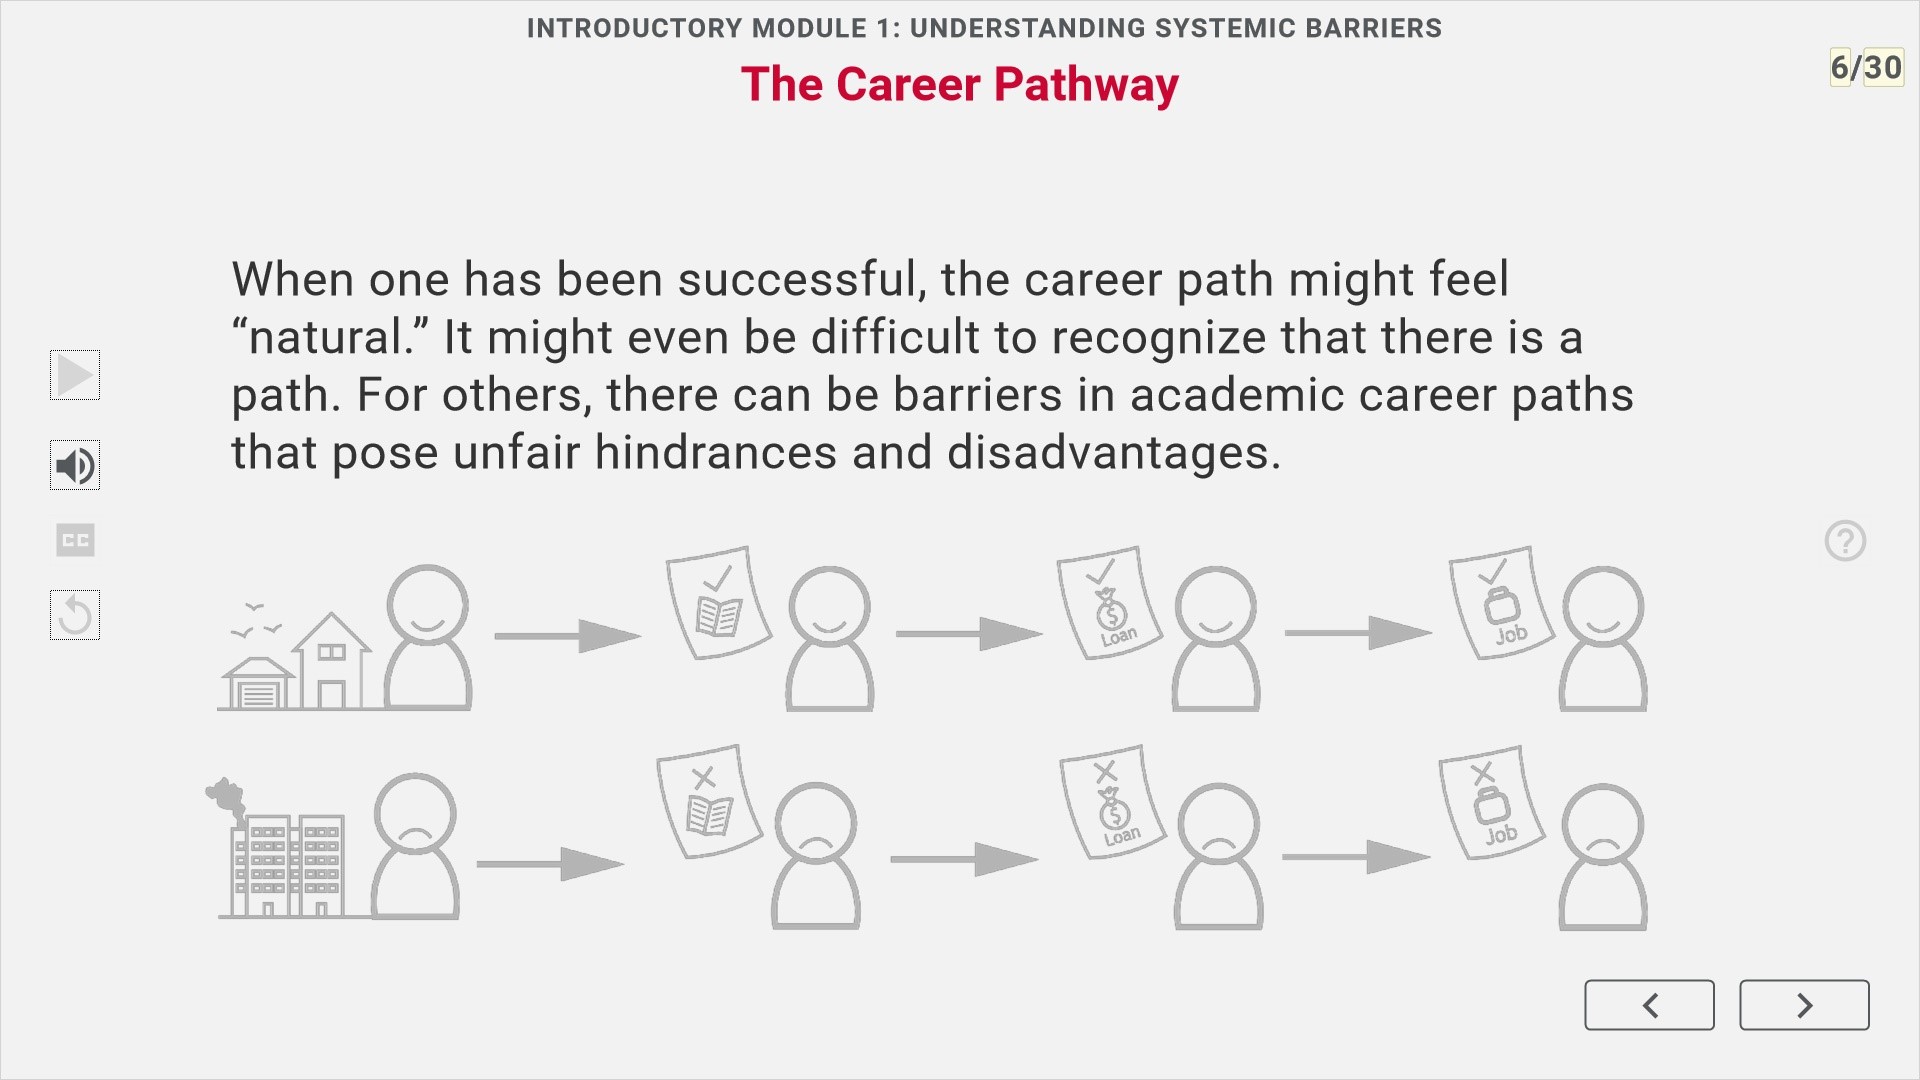 INTRODUCTORY MODULE 1: UNDERSTANDING SYSTEMIC BARRIERS
The Career Pathway
6/30
When one has been successful, the career path might feel
“natural.” It might even be difficult to recognize that there is a
path. For others, there can be barriers in academic career paths
that pose unfair hindrances and disadvantages.
CC
?
Loan
Job
Loan
Job